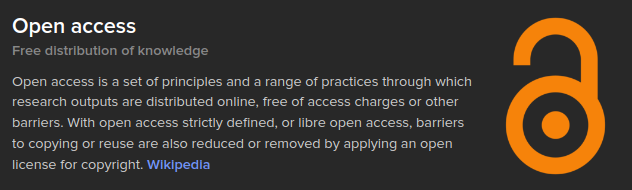 Open access
Free distribution of knowledge
Open access is a set of principles and a range of practices through which
research outputs are distributed online, free of access charges or other
barriers. With open access strictly defined, or libre open access, barriers
to copying or reuse are also reduced or removed by applying an open
license for copyright. Wikipedia